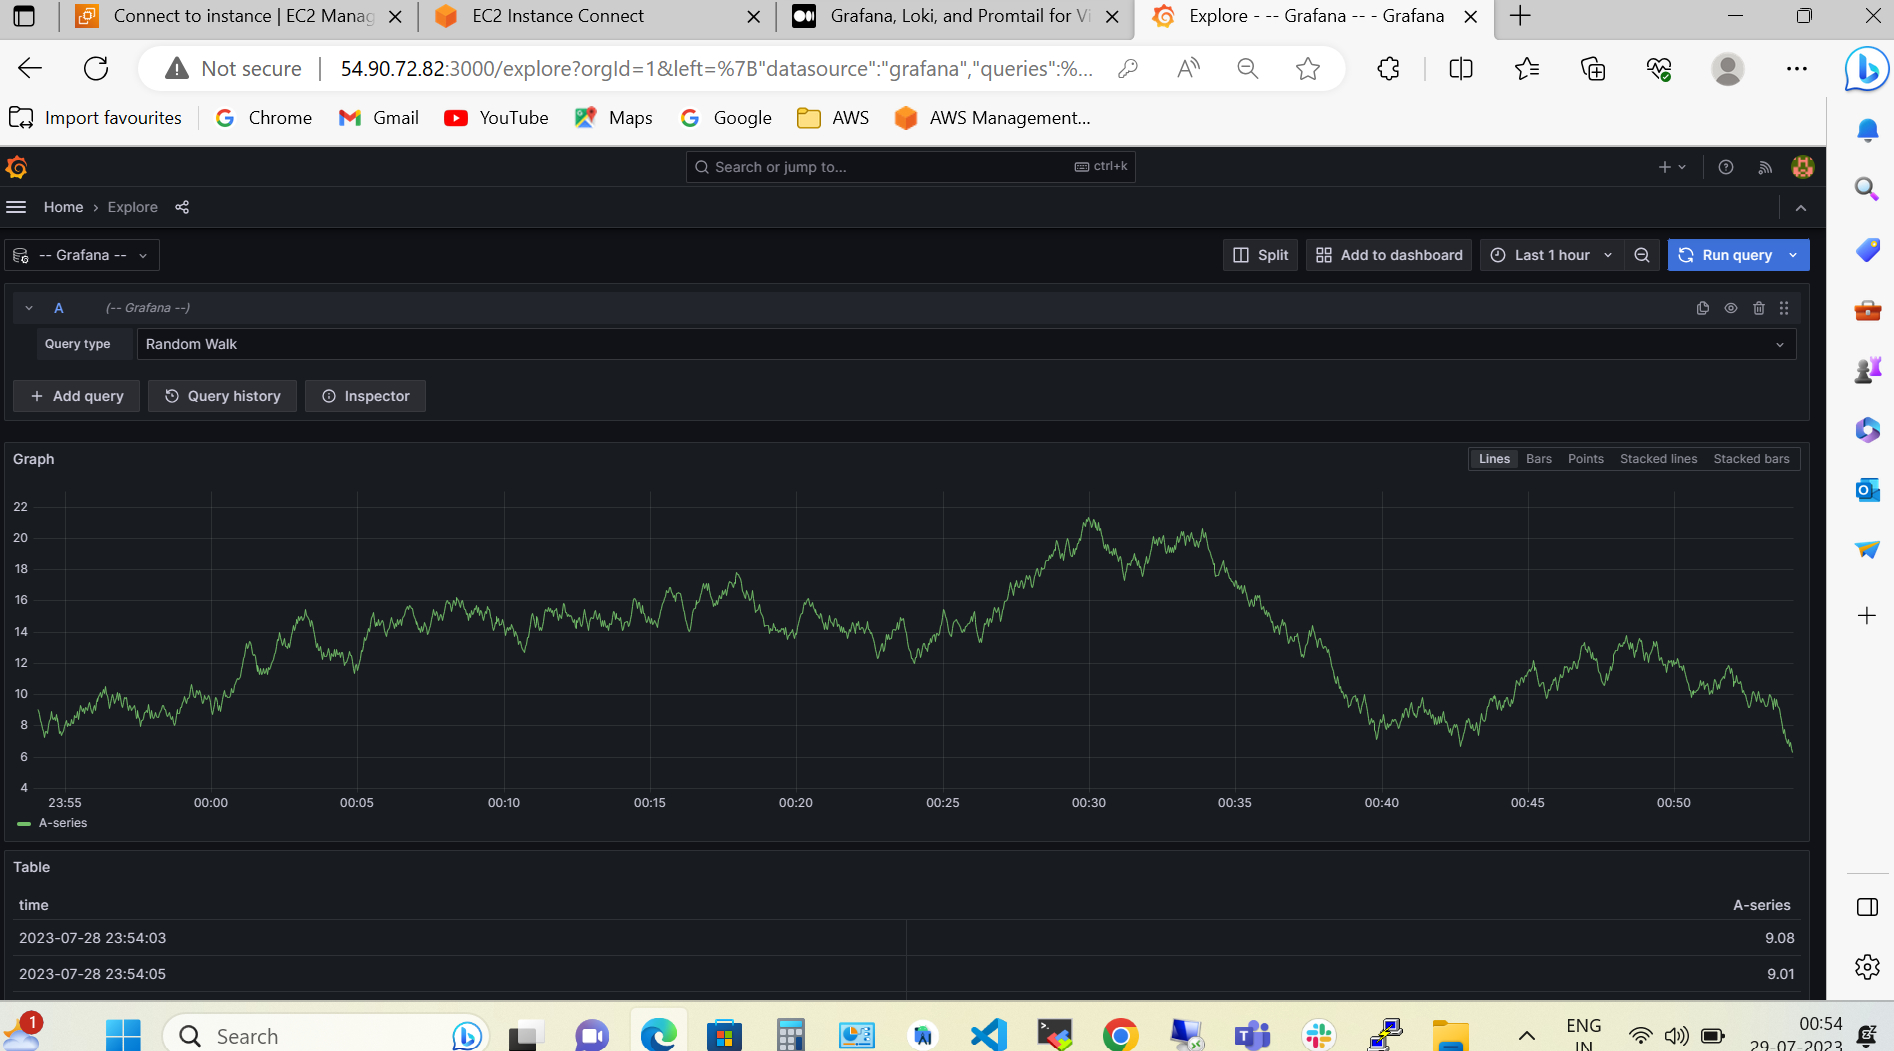 Connect to instance | EC2 Manag
EC2 Instance Connect
Grafana, Loki, and Promtail for Vi
Explore - -- Grafana -- - Grafana
Not secure
54.90.72.82:3000/explore?orgId=1&left=%7B"datasource":"grafana","queries":%...
Import favourites
Chrome
Gmail
YouTube
Maps
Google
AWS
AWS Management...
Search or jump to...
ctrl+k
Home › Explore
-- Grafana --
Split
Add to dashboard
Last 1 hour
Run query
A
(-- Grafana --)
Query type
Random Walk
+ Add query
Query history
Inspector
Graph
Lines
Bars
Points
Stacked lines
Stacked bars
22
20
18
16
14
12
10
8
6
4
23:55
00:00
00:05
00:10
00:15
00:20
00:25
00:30
00:35
00:40
00:45
00:50
A-series
Table
time
A-series
2023-07-28 23:54:03
9.08
2023-07-28 23:54:05
9.01
1
Search
ENG
IN
00:54
29-07-2023